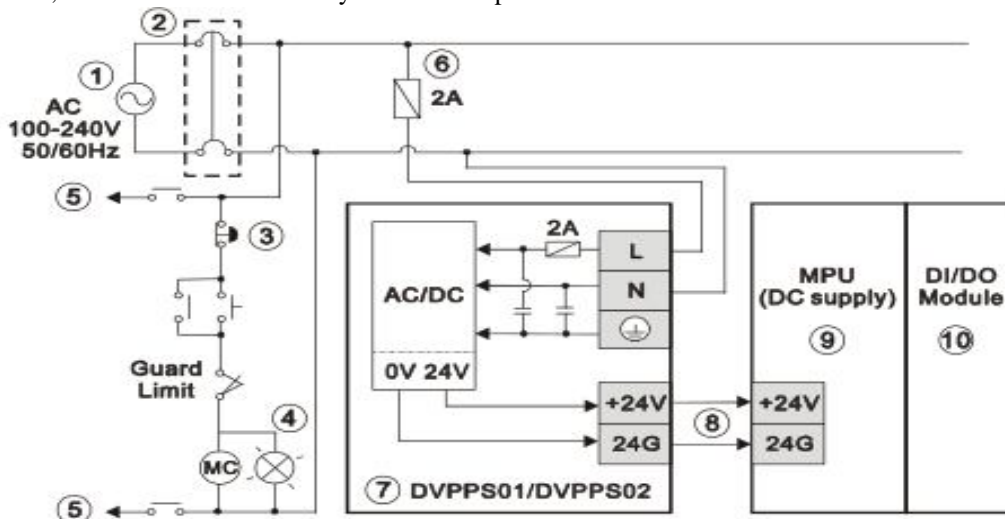 ②
①
AC
100-240V
50/60Hz
⑥
2A
⑤
③
Guard
Limit
④
MC
⑤
2A
L
N
AC/DC
0V 24V
+24V
24G
⑦ DVPPS01/DVPPS02
⑧
MPU
(DC supply)
⑨
+24V
24G
DI/DO
Module
⑩